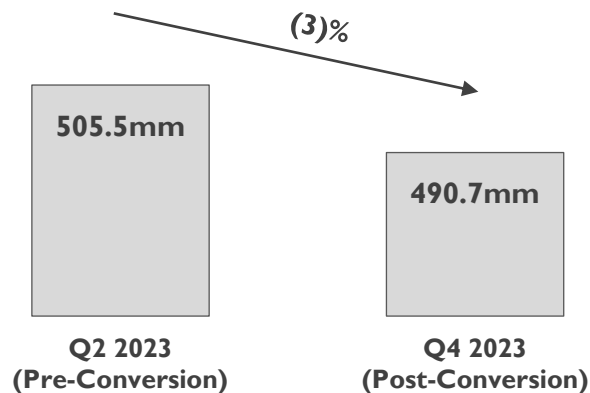 (3)%
505.5mm
490.7mm
Q2 2023
(Pre-Conversion)
Q4 2023
(Post-Conversion)